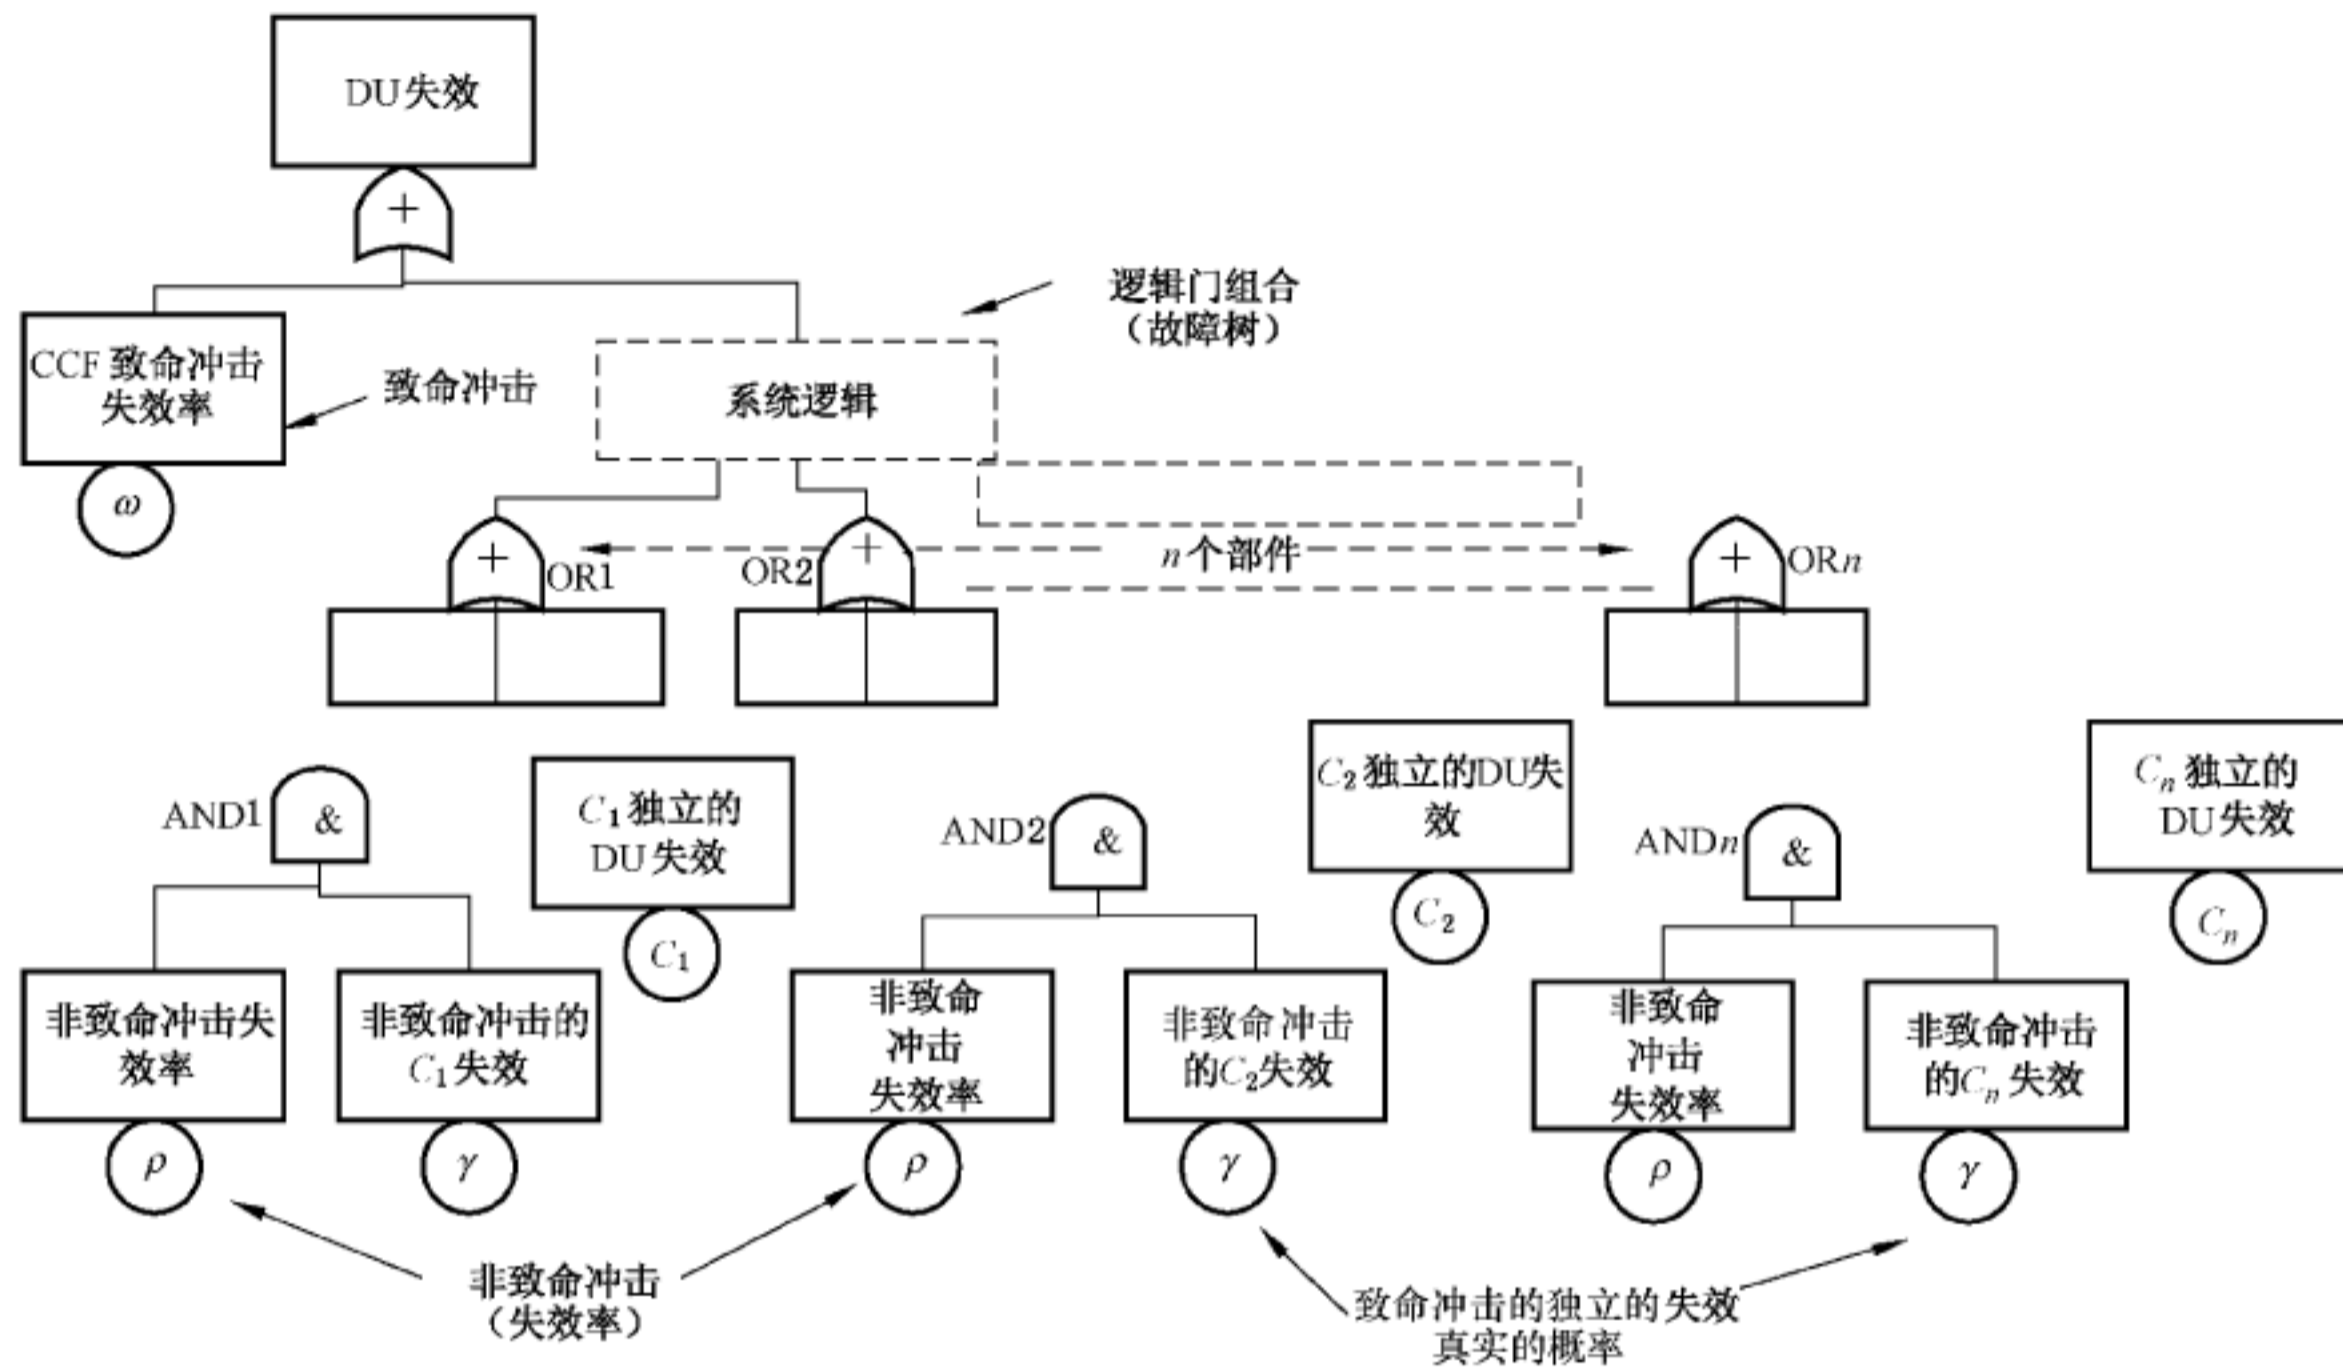 DU失效
+
逻辑门组合
（故障树）
CCF 致命冲击
失效率
致命冲击
系统逻辑
ω
+
OR1
OR2
+
n个部件
+
ORn
AND1
&
C1独立的
DU失效
C1
AND2
&
C2独立的DU失
效
C2
ANDn
&
Cn独立的
DU失效
Cn
非致命冲击失
效率
非致命冲击的
C1失效
非致命
冲击
失效率
非致命冲击
的C2失效
非致命
冲击
失效率
非致命冲击
的Cn失效
ρ
γ
ρ
γ
ρ
γ
非致命冲击
（失效率）
致命冲击的独立的失效
真实的概率